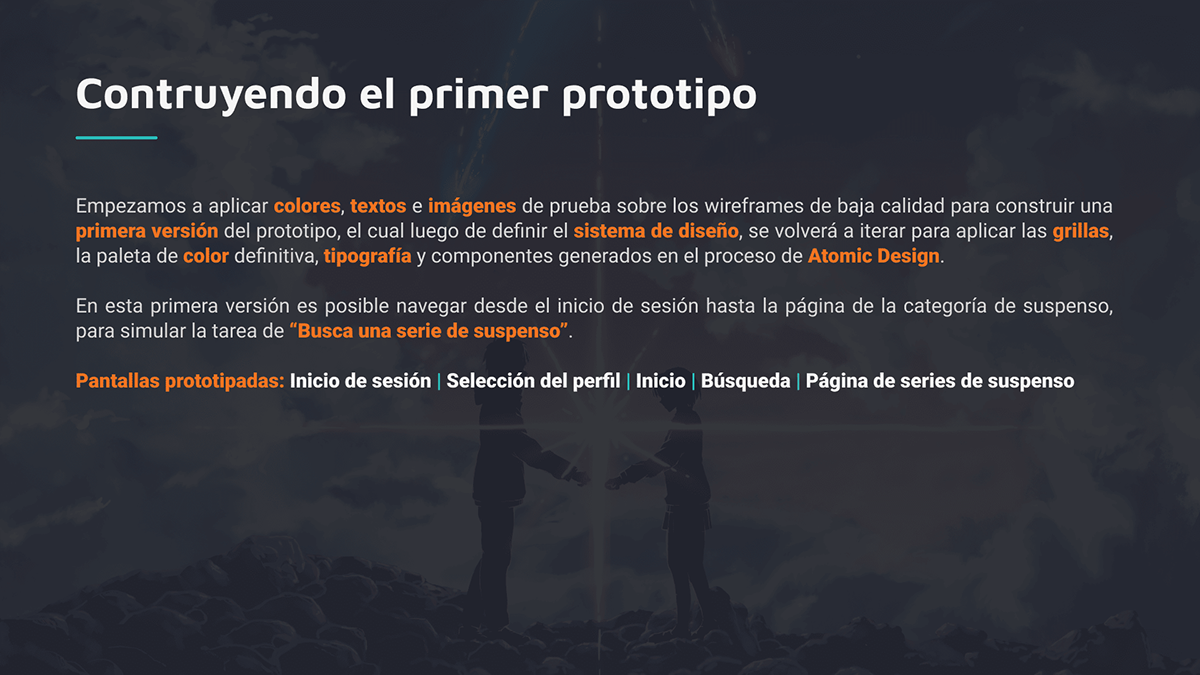 Contruyendo el primer prototipo
Empezamos a aplicar colores, textos e imágenes de prueba sobre los wireframes de baja calidad para construir una
primera versión del prototipo, el cual luego de definir el sistema de diseño, se volverá a iterar para aplicar las grillas,
la paleta de color definitiva, tipografía y componentes generados en el proceso de Atomic Design.
En esta primera versión es posible navegar desde el inicio de sesión hasta la página de la categoría de suspenso,
para simular la tarea de “Busca una serie de suspenso”.
Pantallas prototipadas: Inicio de sesión | Selección del perfil | Inicio | Búsqueda | Página de series de suspenso